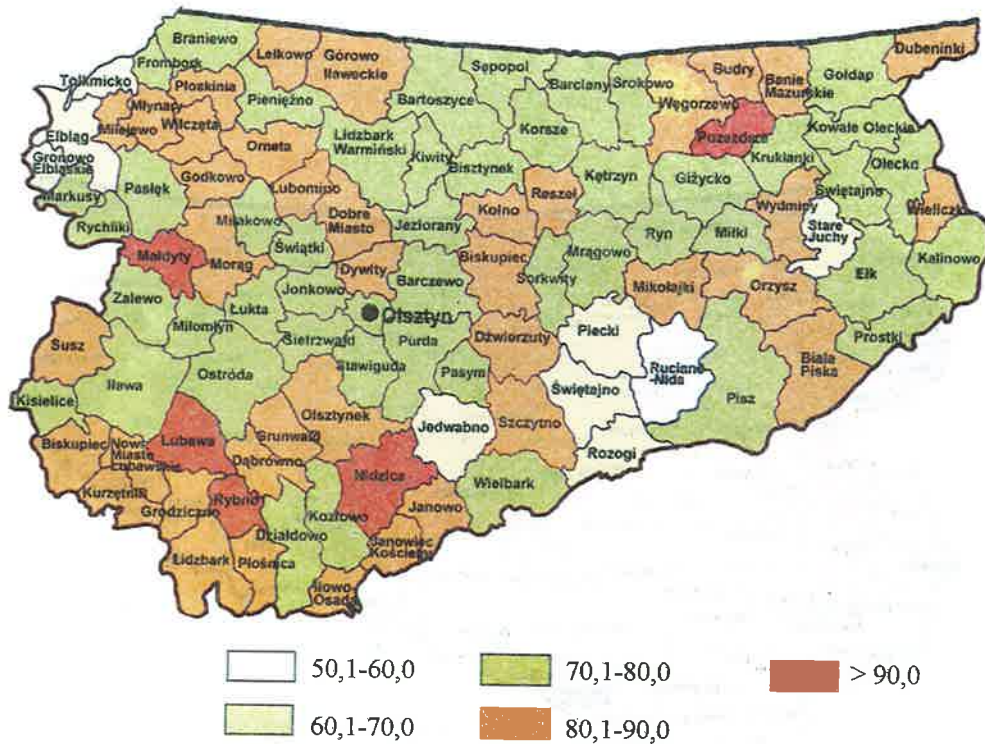 Braniewo
Lelkowo
Górowo
Iławeckie
Dubeninki
Frombork
Sępopol
Budry
Gołdap
Tolkmicko
Płoskinia
Barciany
Srokowo
Banie
Mazurskie
Młynary
Pieniężno
Bartoszyce
Węgorzewo
Milejewo
Wilczęta
Korsze
Pozezdrze
Kowale Oleckie
Elbląg
Orneta
Lidzbark
Warmiński
Kiwity
Bisztynek
Kruklanki
Olecko
Gronowo
Elbląskie
Pasłęk
Godkowo
Lubomino
Kętrzyn
Giżycko
Świętajno
Markusy
Reszel
Wydminy
Wieliczki
Rychliki
Miłakowo
Dobre
Miasto
Jeziorany
Kolno
Stare
Juchy
Świątki
Mrągowo
Ryn
Miłki
Małdyty
Morąg
Dywity
Barczewo
Biskupiec
Sorkwity
Ełk
Kalinowo
Zalewo
Łukta
Jonkowo
Mikołajki
Orzysz
Olsztyn
Miłomłyn
Gietrzwałd
Purda
Dźwierzuty
Piecki
Prostki
Susz
Stawiguda
Pasym
Ruciane
-Nida
Biała
Piska
Iława
Ostróda
Świętajno
Pisz
Kisielice
Olsztynek
Szczytno
Jedwabno
Biskupiec
Nowe
Miasto
Lubawskie
Lubawa
Grunwald
Rozogi
Dąbrówno
Nidzica
Wielbark
Kurzętnik
Rybno
Grodziczno
Kozłowo
Janowo
Działdowo
Janowiec
Kościelny
Lidzbark
Płośnica
Iłowo
Osada
50,1-60,0
70,1-80,0
> 90,0
60,1-70,0
80,1-90,0